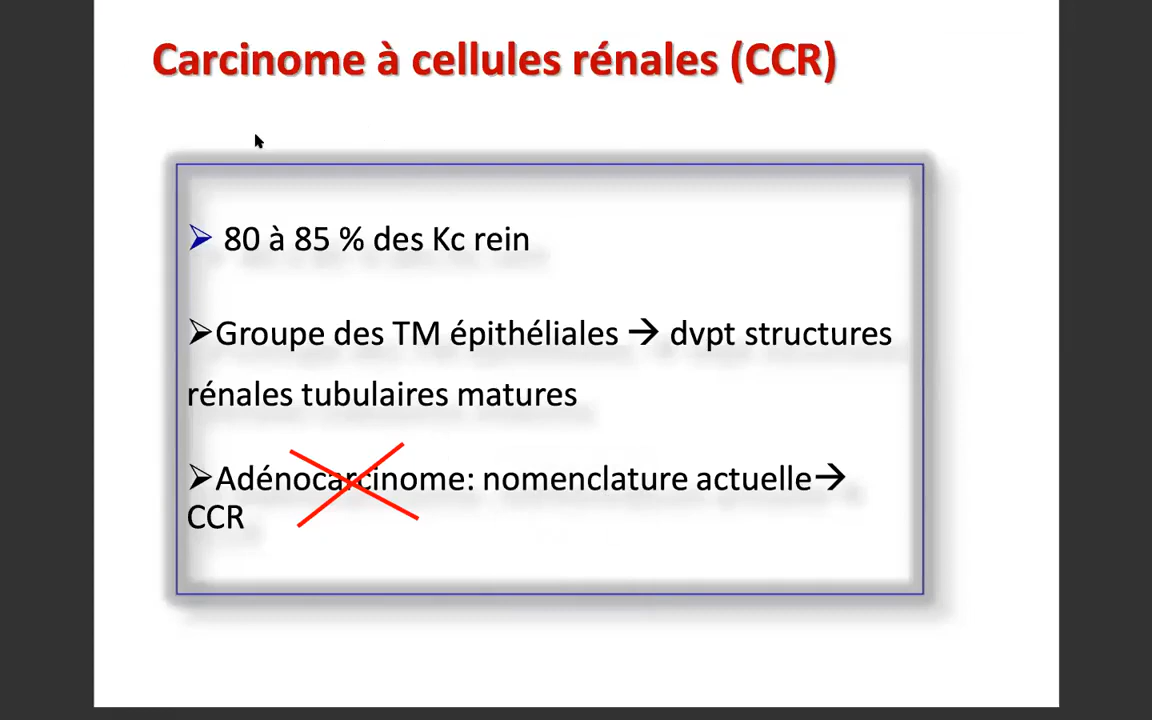 Carcinome à cellules rénales (CCR)
➢ 80 à 85 % des Kc rein
➢Groupe des TM épithéliales → dvpt structures
rénales tubulaires matures
➢Adénocarcinome: nomenclature actuelle→
CCR